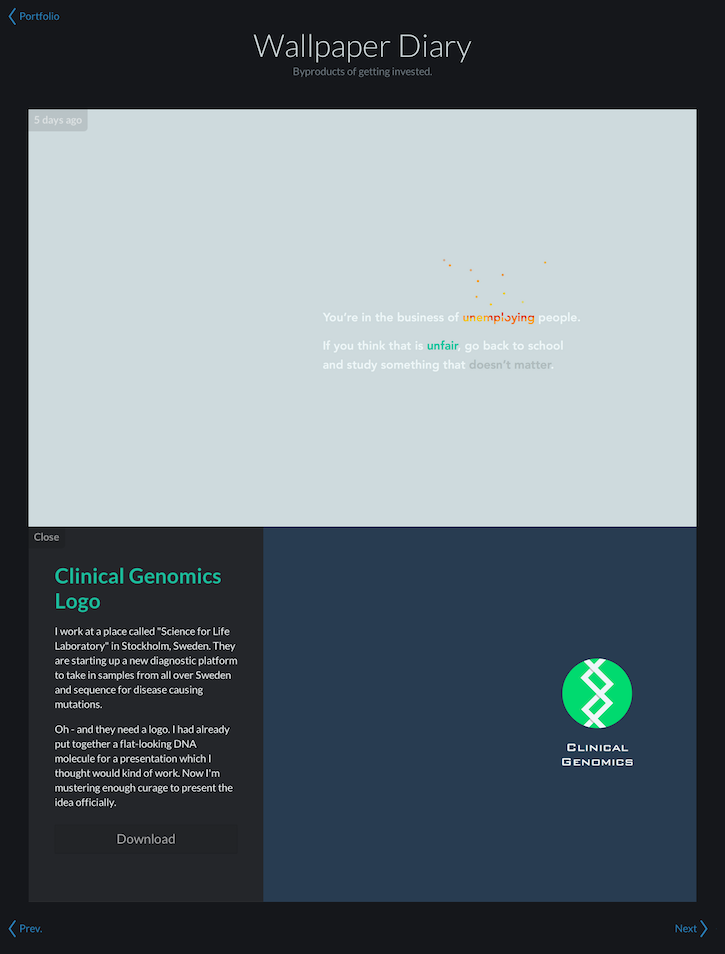 Portfolio
Wallpaper Diary
Byproducts of getting invested.
5 days ago
You're in the business of unemploying people.
If you think that is unfair, go back to school
and study something that doesn't matter.
Close
Clinical Genomics
Logo
I work at a place called "Science for Life
Laboratory" in Stockholm, Sweden. They
are starting up a new diagnostic platform
to take in samples from all over Sweden
and sequence for disease causing
mutations.
Oh - and they need a logo. I had already
put together a flat-looking DNA
molecule for a presentation which I
thought would kind of work. Now I'm
mustering enough curage to present the
idea officially.
Download
Clinical
Genomics
Prev.
Next